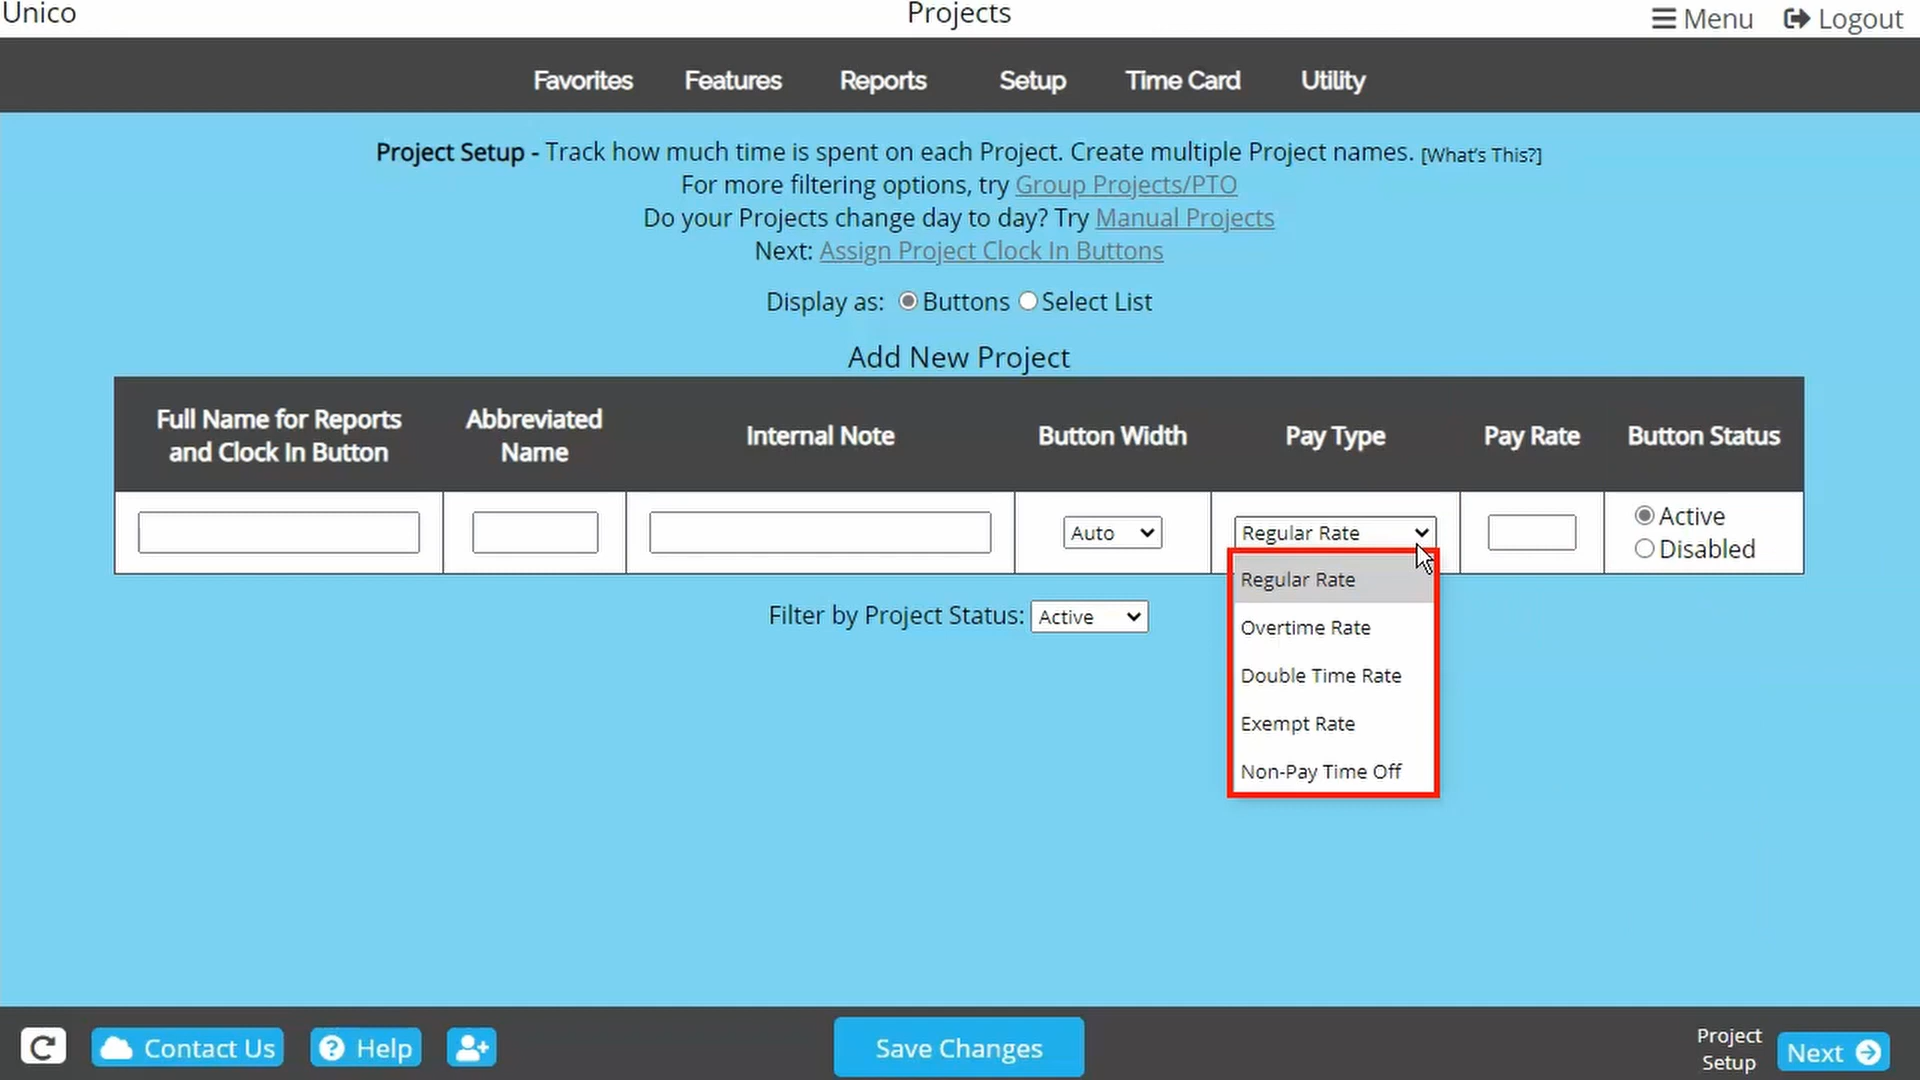 Unico
Projects
Menu
Logout
Favorites
Features
Reports
Setup
Time Card
Utility
Project Setup - Track how much time is spent on each Project. Create multiple Project names. [What's This?]
For more filtering options, try Group Projects/PTO
Do your Projects change day to day? Try Manual Projects
Next: Assign Project Clock In Buttons
Display as: Buttons Select List
Add New Project
Full Name for Reports
and Clock In Button
Abbreviated
Name
Internal Note
Button Width
Pay Type
Pay Rate
Button Status
Auto
Regular Rate
Active
Disabled
Regular Rate
Overtime Rate
Double Time Rate
Exempt Rate
Non-Pay Time Off
Filter by Project Status: Active
Contact Us
Help
Save Changes
Project
Setup
Next